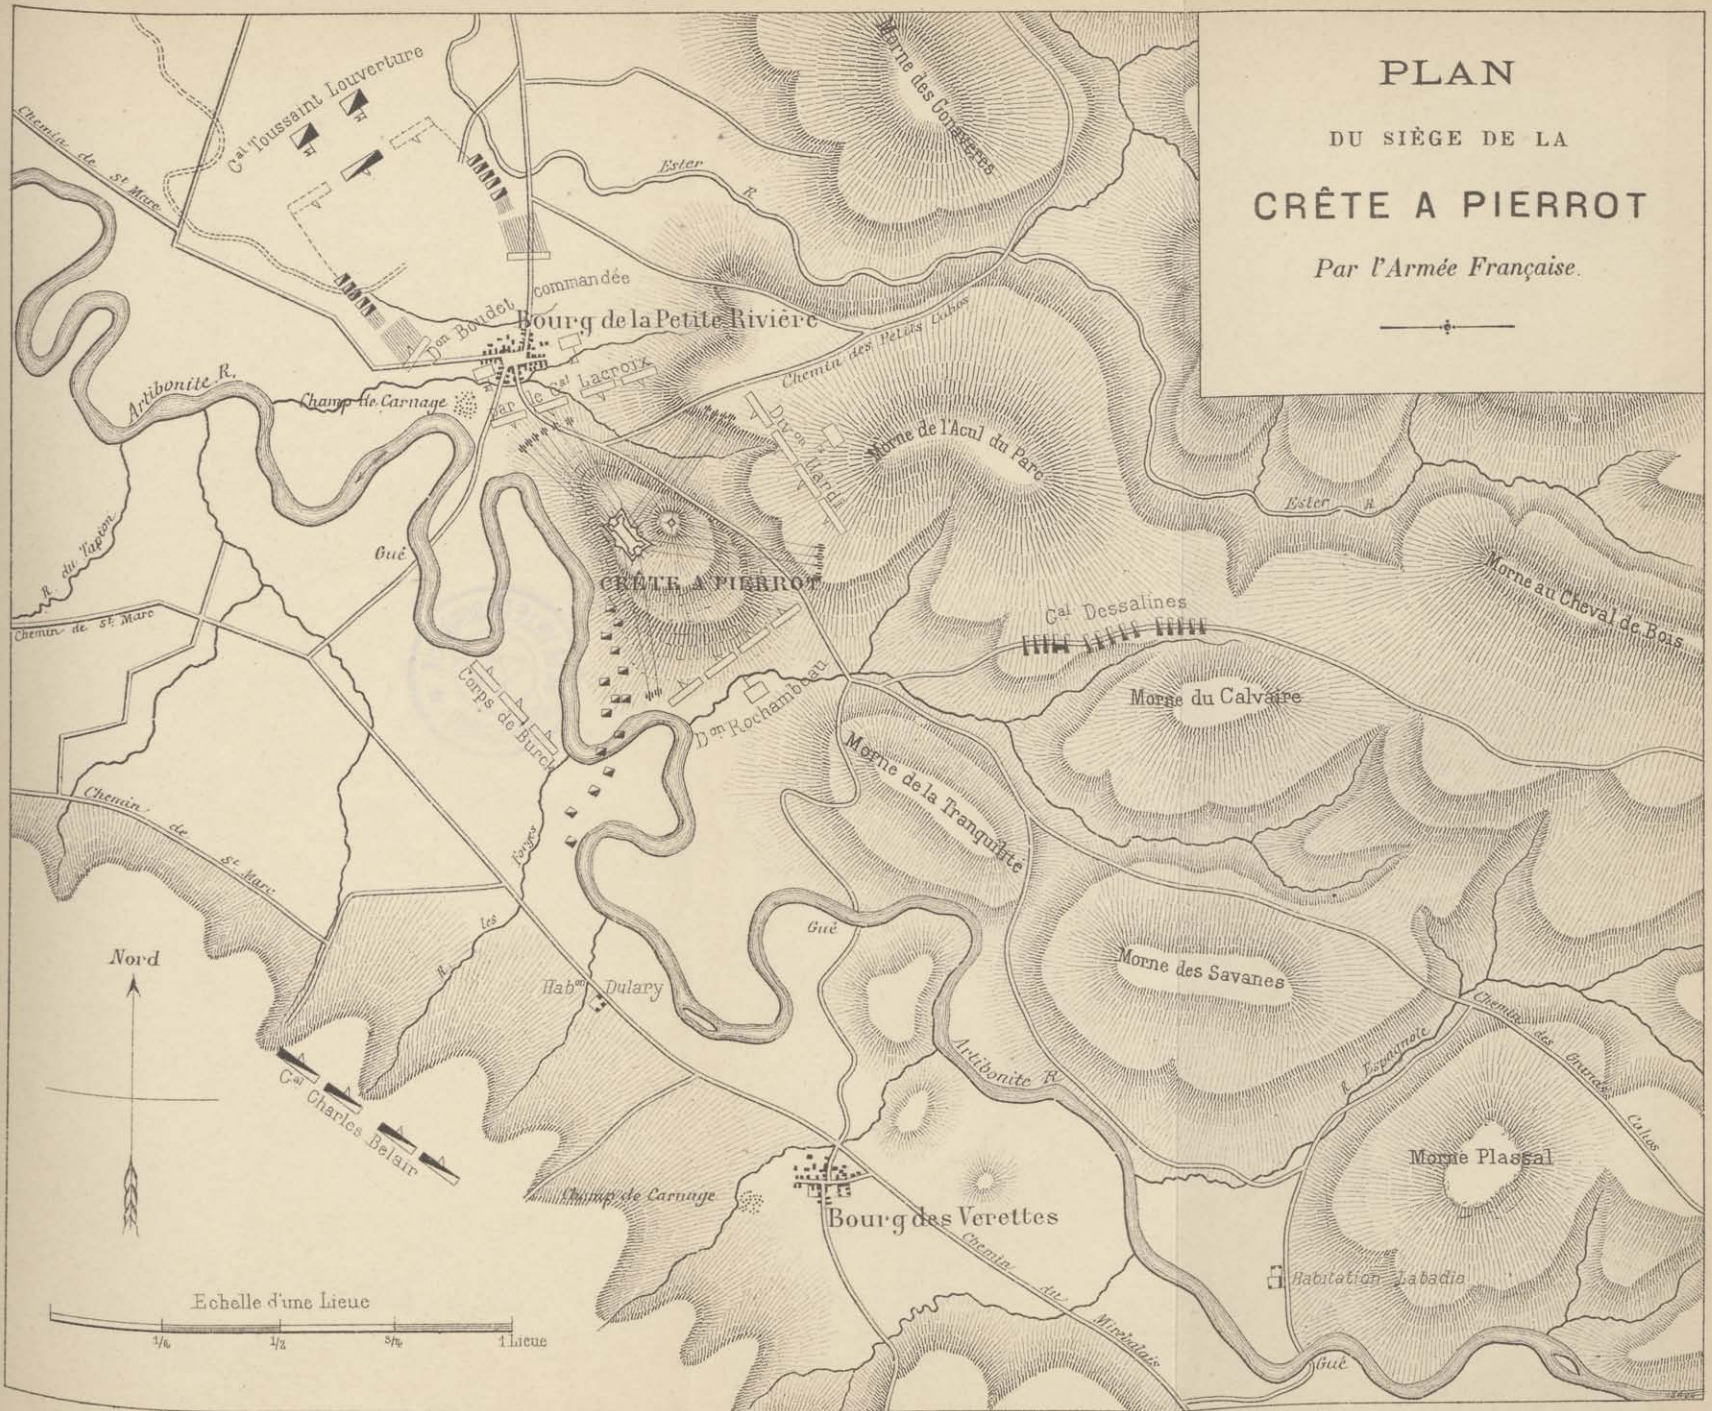 PLAN
DU SIÈGE DE LA
CRÊTE A PIERROT
Par l'Armée Française.
Morne des Gonavères
Gal Toussaint Louverture
Chemin de St Marc
Ester R.
Don Boudet commandée
par le Gal Lacroix
Bourg de la Petite Rivière
Chemin des Petits Cahos
Artibonite R.
Champ de Carnage
Divon Hardÿ
Morne de l'Acul du Parc
Ester R
Gué
R du Tapion
CRÊTE A PIERROT
Morne au Cheval de Bois
Gal Dessalines
Chemin de St Marc
Corps de Burck
Don Rochambeau
Morne du Calvaire
Morne de la Tranquilité
Chemin de St Marc
R. les Forges
Gué
Nord
Habon Dulary
Morne des Savanes
Chemin des Grands Cahos
R Espagnole
Artibonite R
Gal Charles Belair
Morne Plassal
Champ de Carnage
Bourg des Verettes
Chemin du Mirebalais
Habitation Labadie
Gué
Echelle d'une Lieue
1/4 1/2 3/4 1 Lieue